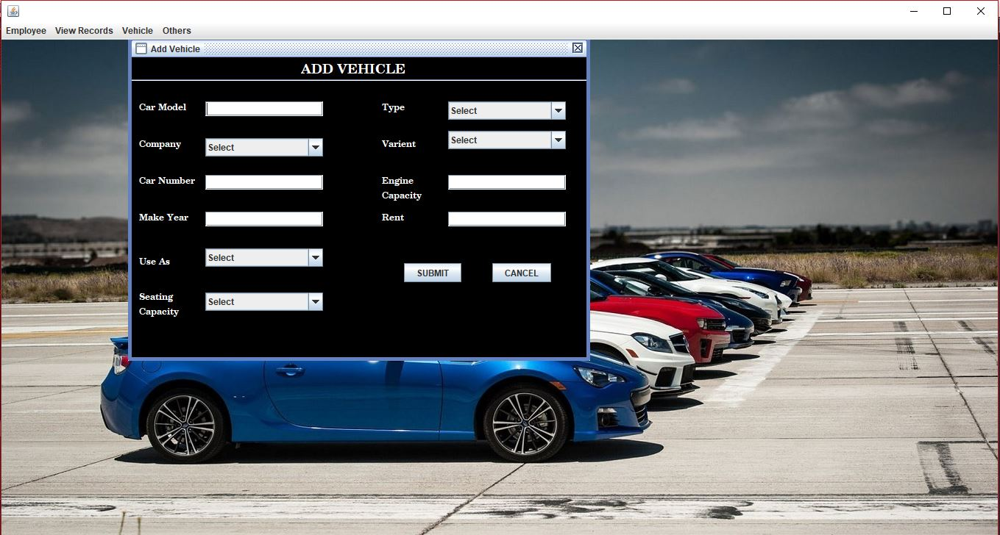 Employee View Records Vehicle Others
Add Vehicle
ADD VEHICLE
Car Model
Type Select
Company Select
Varient Select
Car Number
Engine
Capacity
Make Year
Rent
Use As Select
SUBMIT CANCEL
Seating
Capacity Select